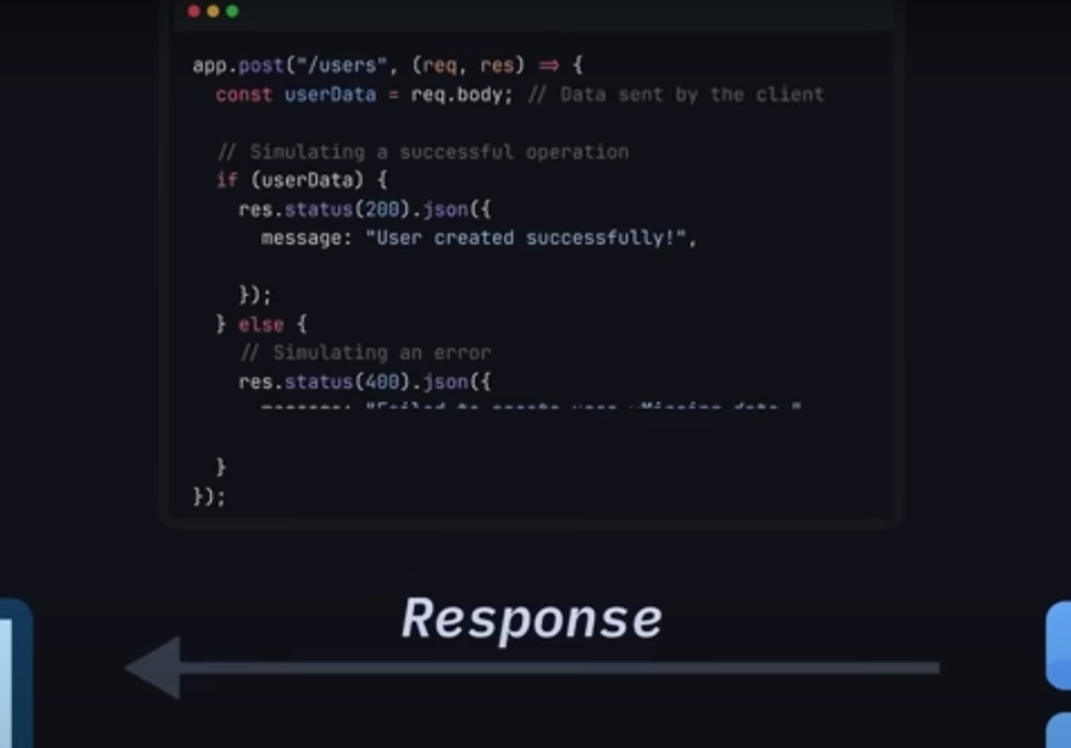 app.post("/users", (req, res) => {
const userData = req.body; // Data sent by the client
// Simulating a successful operation
if (userData) {
res.status(200).json({
message: "User created successfully!",
});
} else {
// Simulating an error
res.status(400).json({
}
});
Response